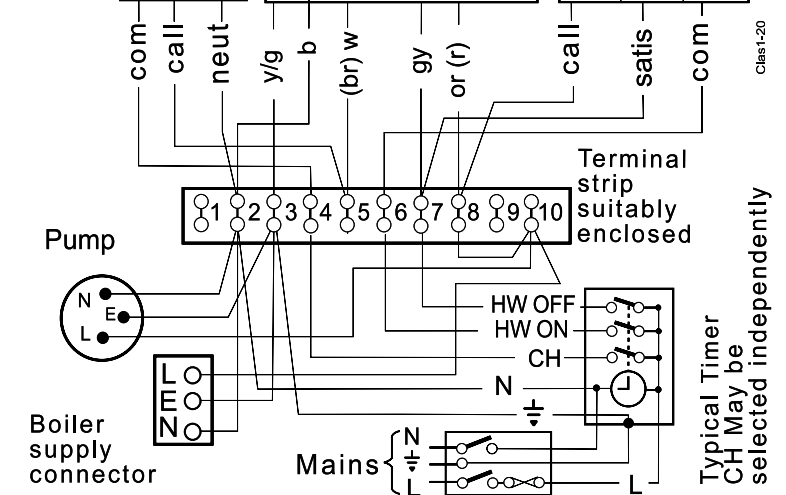 com
call
neut
y/g
b
(br) w
gy
or (r)
call
satis
com
Clas1-20
1 2 3 4 5 6 7 8 9 10
Terminal
strip
suitably
enclosed
Pump
N
E
L
HW OFF
HW ON
CH
N
L
E
N
Boiler
supply
connector
Mains
N
L
L
Typical Timer
CH May be
selected independently